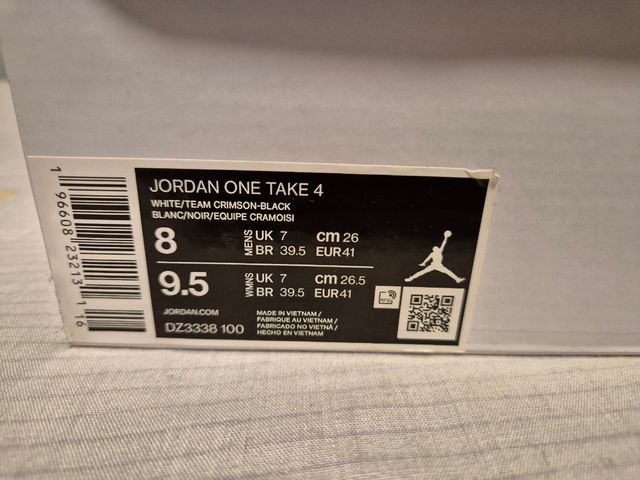 JORDAN ONE TAKE 4
WHITE/TEAM CRIMSON-BLACK
BLANC/NOIR/EQUIPE CRAMOISI
8 MENS UK 7 cm 26
BR 39.5 EUR 41
9.5 WMNS UK 7 cm 26.5
BR 39.5 EUR 41
JORDAN.COM
DZ3338 100
MADE IN VIETNAM /
FABRIQUE AU VIETNAM /
FABRICADO NO VIETNÃ /
HECHO EN VIETNAM
RFID
1 96608 23213 1 16